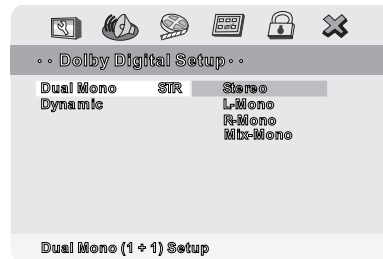 •• Dolby Digital Setup ••
Dual Mono STR Stereo
Dynamic L-Mono
R-Mono
Mix-Mono
Dual Mono (1 + 1) Setup